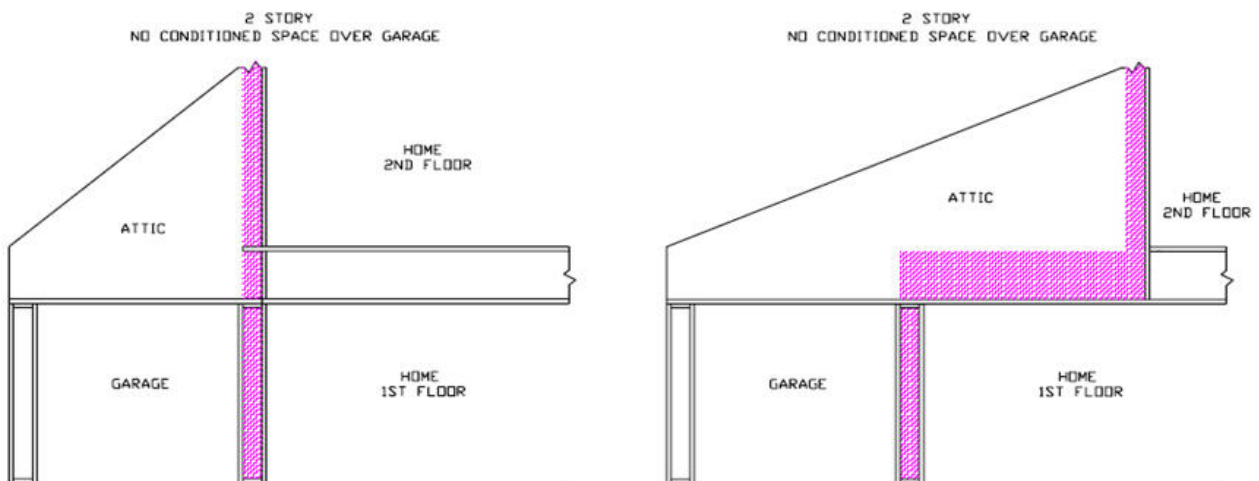 2 STORY
NO CONDITIONED SPACE OVER GARAGE
HOME
2ND FLOOR
ATTIC
GARAGE
HOME
1ST FLOOR
2 STORY
NO CONDITIONED SPACE OVER GARAGE
ATTIC
HOME
2ND FLOOR
GARAGE
HOME
1ST FLOOR